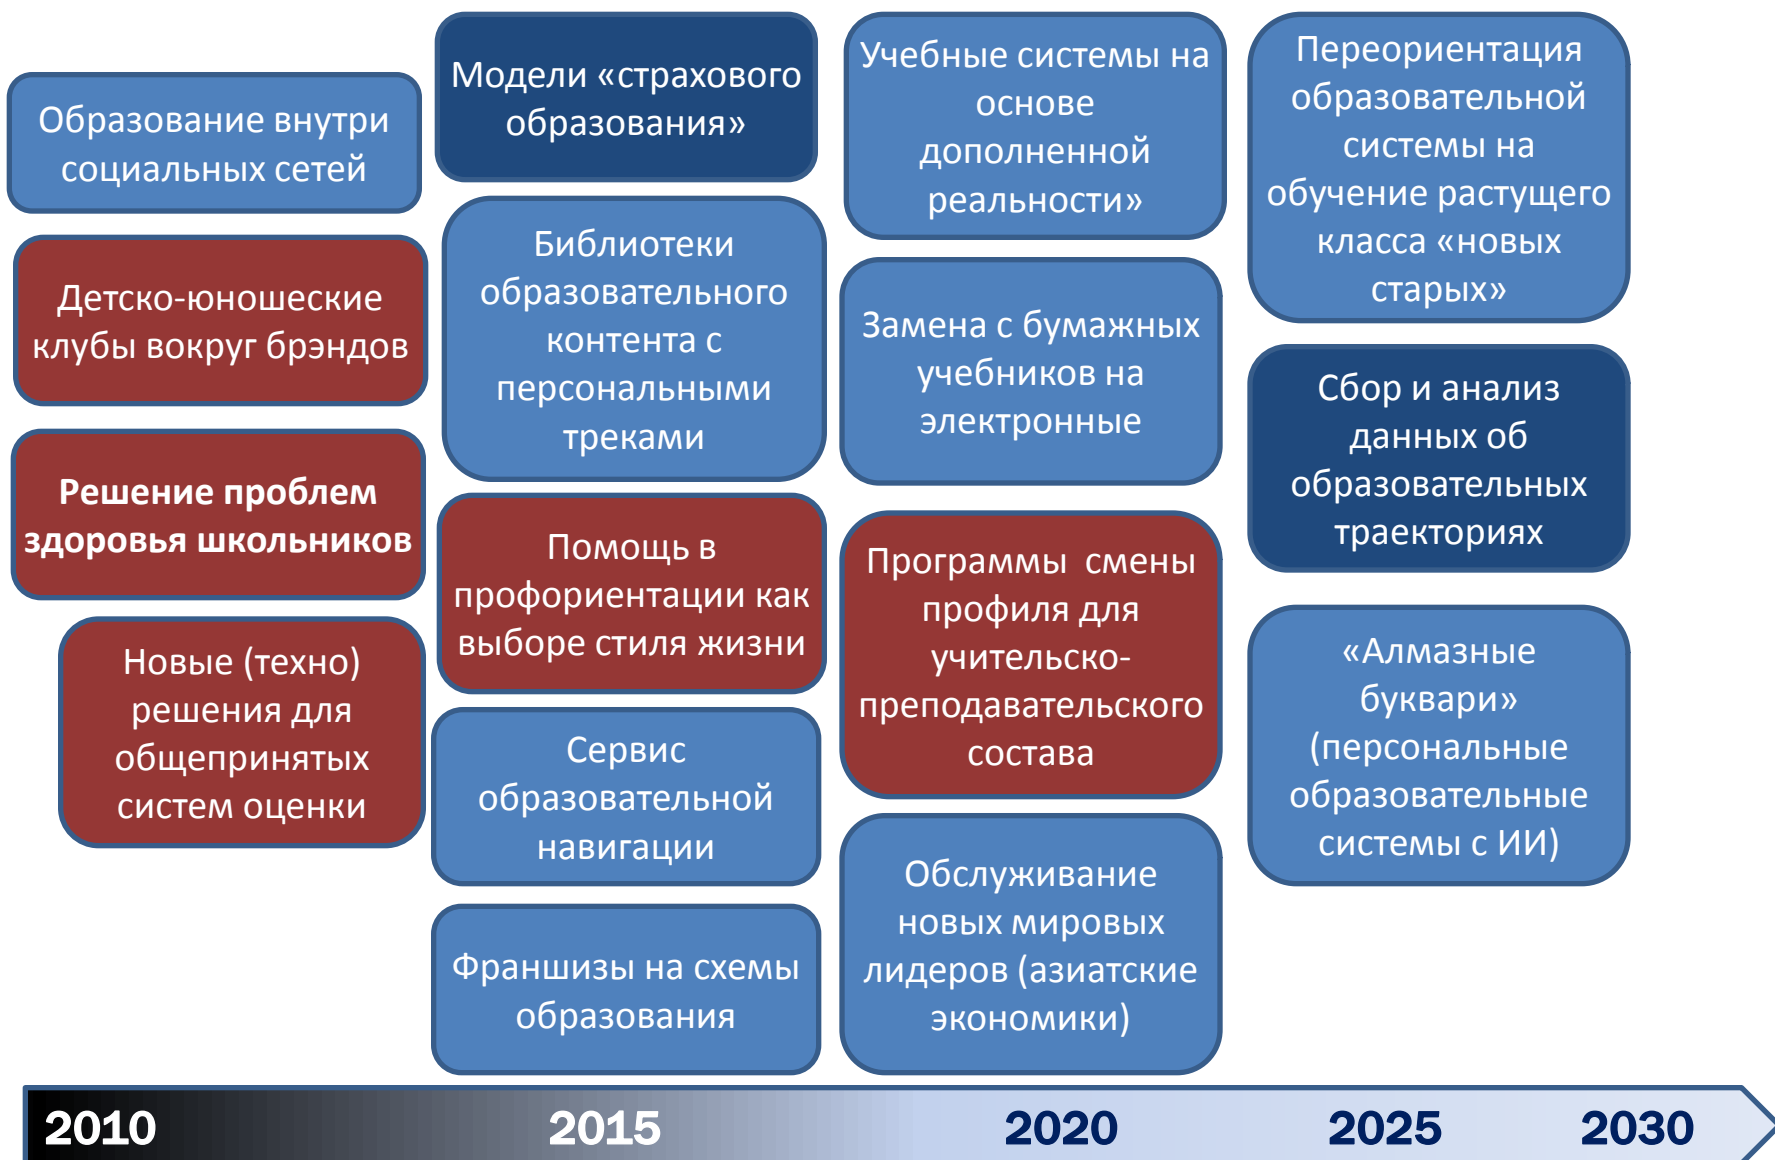 Образование внутри
социальных сетей
Детско-юношеские
клубы вокруг брэндов
Решение проблем
здоровья школьников
Новые (техно)
решения для
общепринятых
систем оценки
Модели «страхового
образования»
Библиотеки
образовательного
контента с
персональными
треками
Помощь в
профориентации как
выборе стиля жизни
Сервис
образовательной
навигации
Франшизы на схемы
образования
Учебные системы на
основе
дополненной
реальности»
Замена с бумажных
учебников на
электронные
Программы смены
профиля для
учительско-
преподавательского
состава
Обслуживание
новых мировых
лидеров (азиатские
экономики)
Переориентация
образовательной
системы на
обучение растущего
класса «новых
старых»
Сбор и анализ
данных об
образовательных
траекториях
«Алмазные
буквари»
(персональные
образовательные
системы с ИИ)
2010 2015 2020 2025 2030